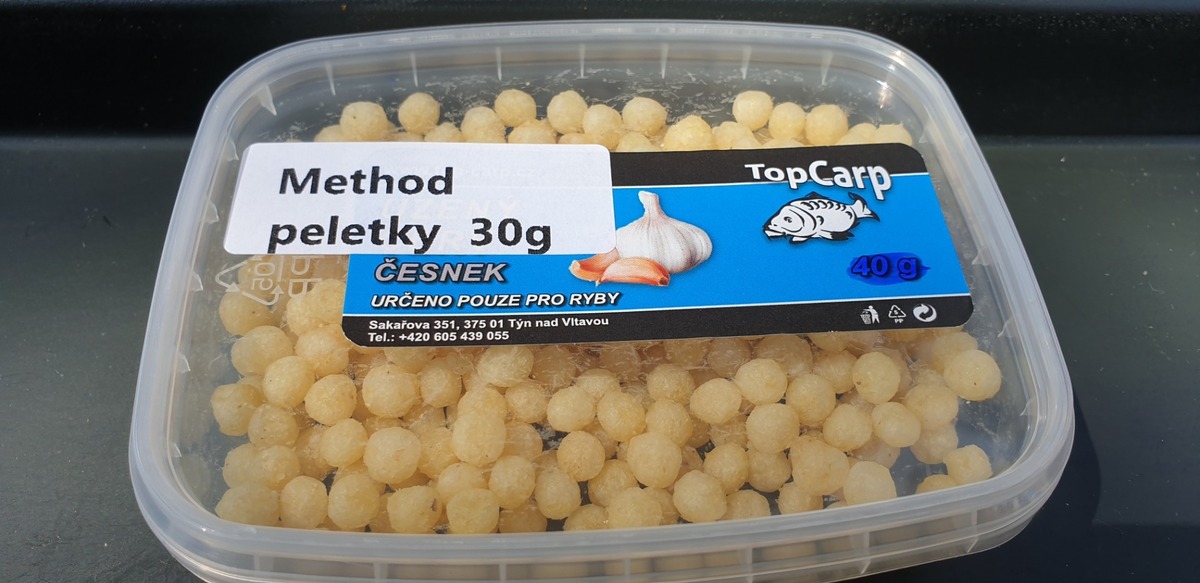 Method
peletky 30g
TopCarp
40 g
ČESNEK
URČENO POUZE PRO RYBY
Sakařova 351, 375 01 Týn nad Vltavou
Tel.: +420 605 439 055
PP